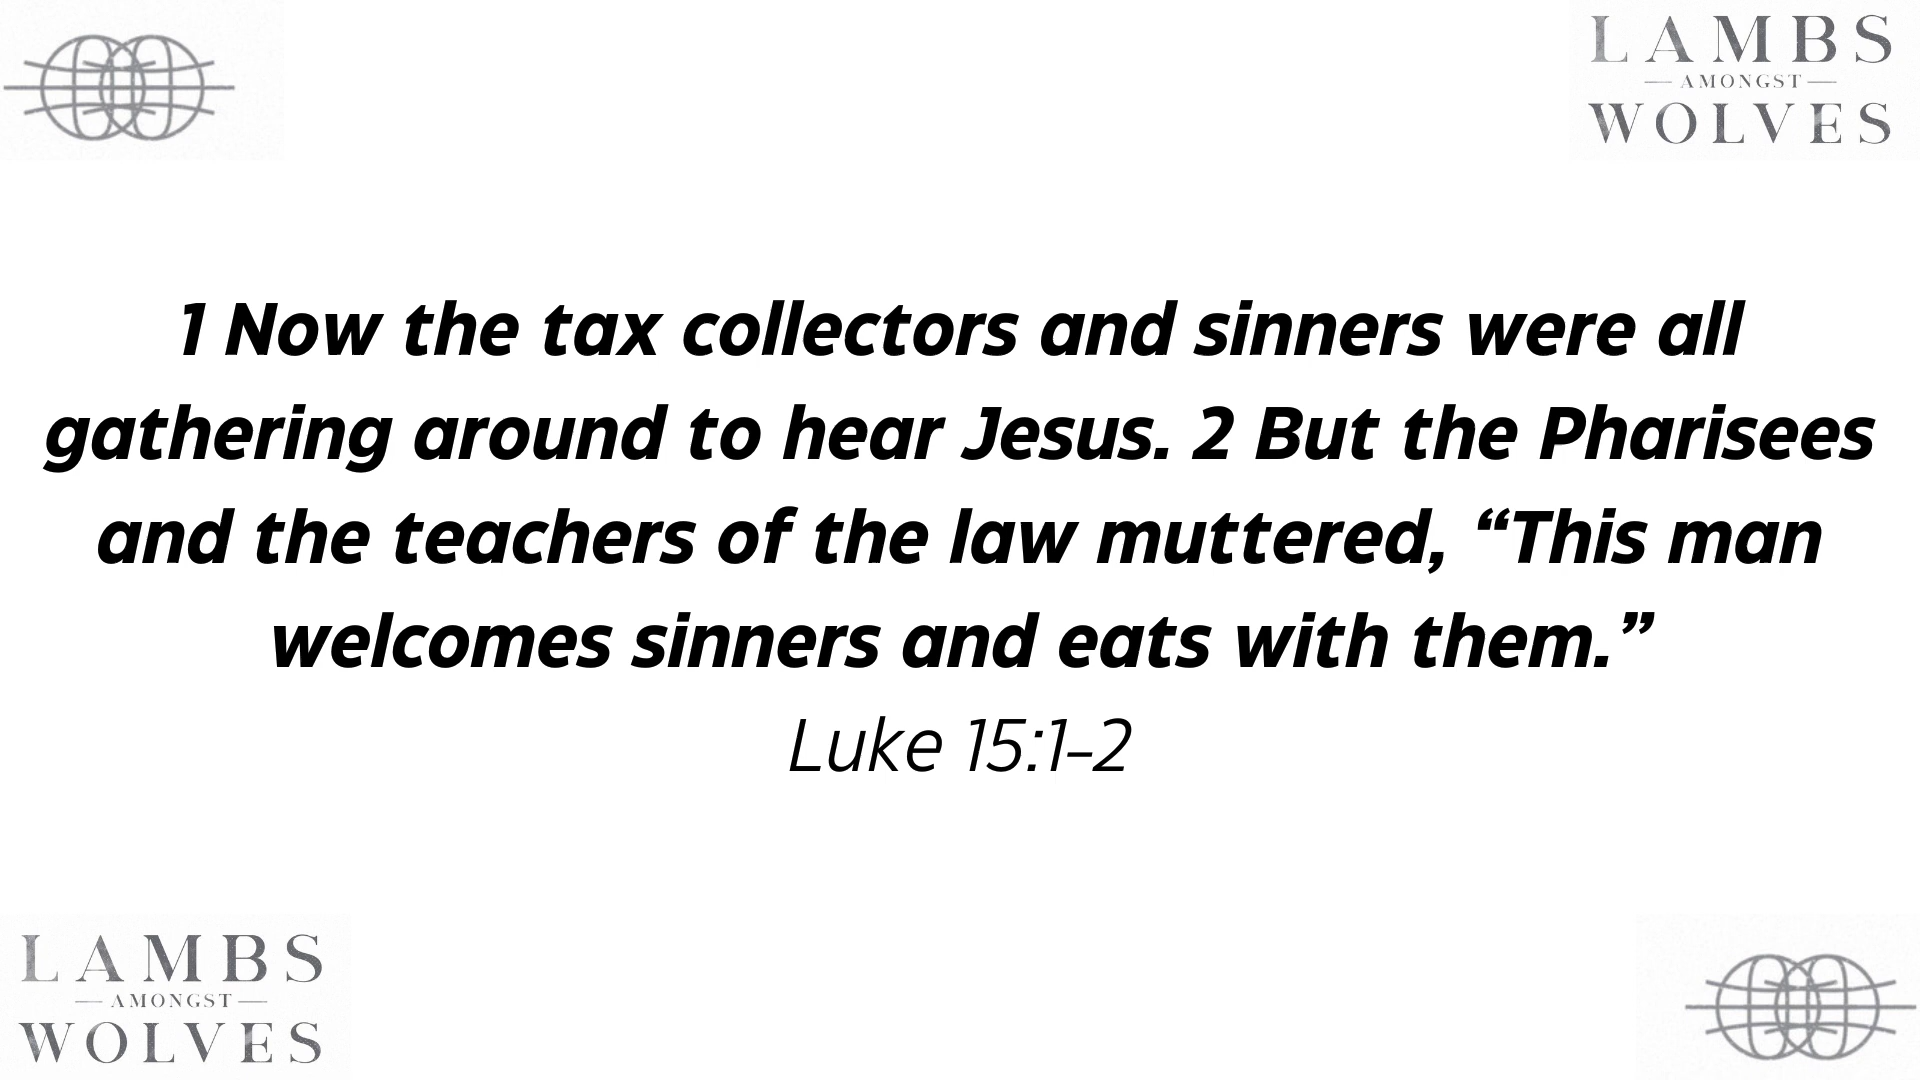 LAMBS
AMONGST
WOLVES
1 Now the tax collectors and sinners were all
gathering around to hear Jesus. 2 But the Pharisees
and the teachers of the law muttered, “This man
welcomes sinners and eats with them.”
Luke 15:1-2
LAMBS
AMONGST
WOLVES